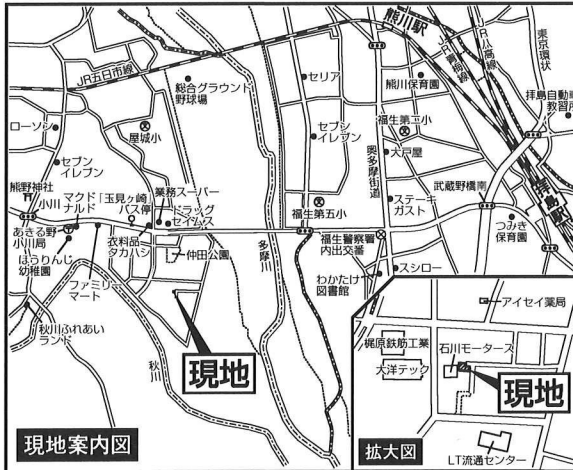 熊川駅
JR五日市線
JR青梅線
JR八高線
東京環状
拝島自動車
教習所
総合グラウンド
野球場
セリア
熊川保育園
ローソン
屋城小
福生第二小
セブン
イレブン
奥多摩街道
大戸屋
セブン
イレブン
熊野神社
小川
マクド
ナルド
「玉見ヶ崎」
バス停
業務スーパー
ドラッグ
セイムス
福生第五小
ステーキ
ガスト
武蔵野橋南
拝島駅
つみき
保育園
あきる野
小川局
ほうりんじ
幼稚園
衣料品
タカハシ
仲田公園
多摩川
福生警察署
内出交番
わかたけ
図書館
スシロー
ファミリー
マート
秋川ふれあい
ランド
秋川
現地
現地案内図
アイセイ薬局
梶原鉄筋工業
石川モータース
大洋テック
現地
LT流通センター
拡大図